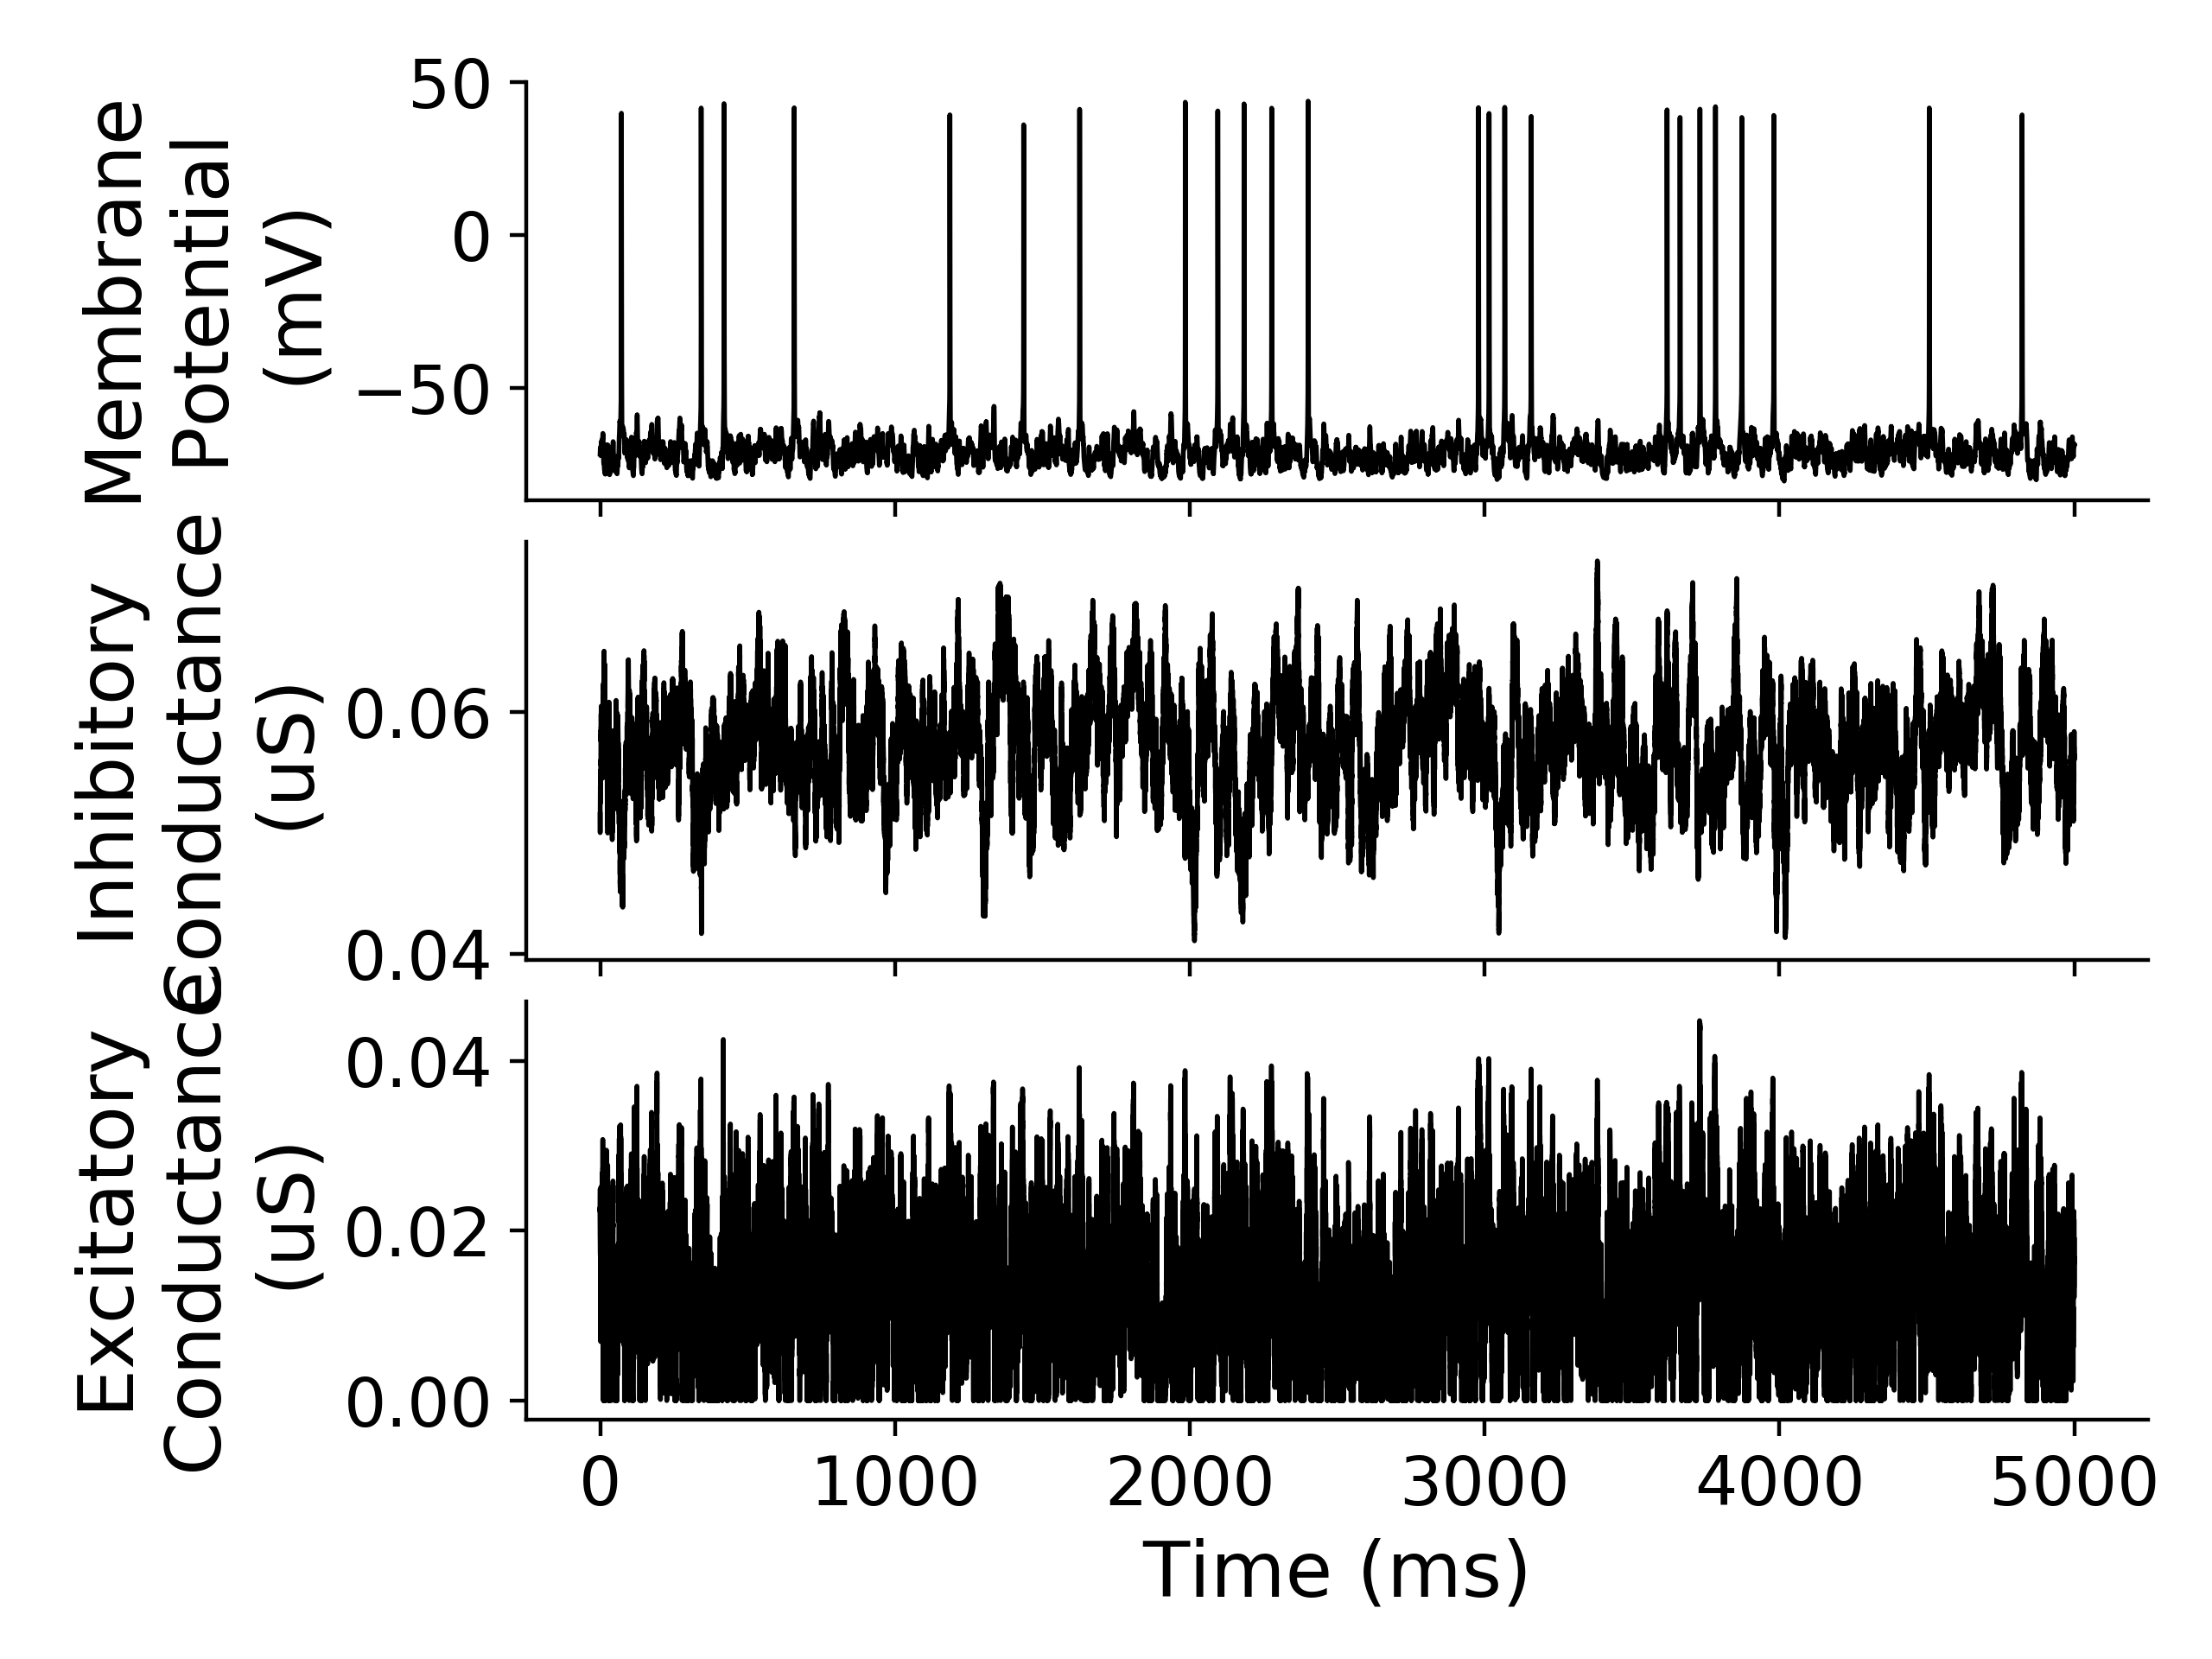 Membrane
Potential
(mV)
50
0
−50
Inhibitory
Conductance
(uS)
0.06
0.04
Excitatory
Conductance
(uS)
0.04
0.02
0.00
0 1000 2000 3000 4000 5000
Time (ms)